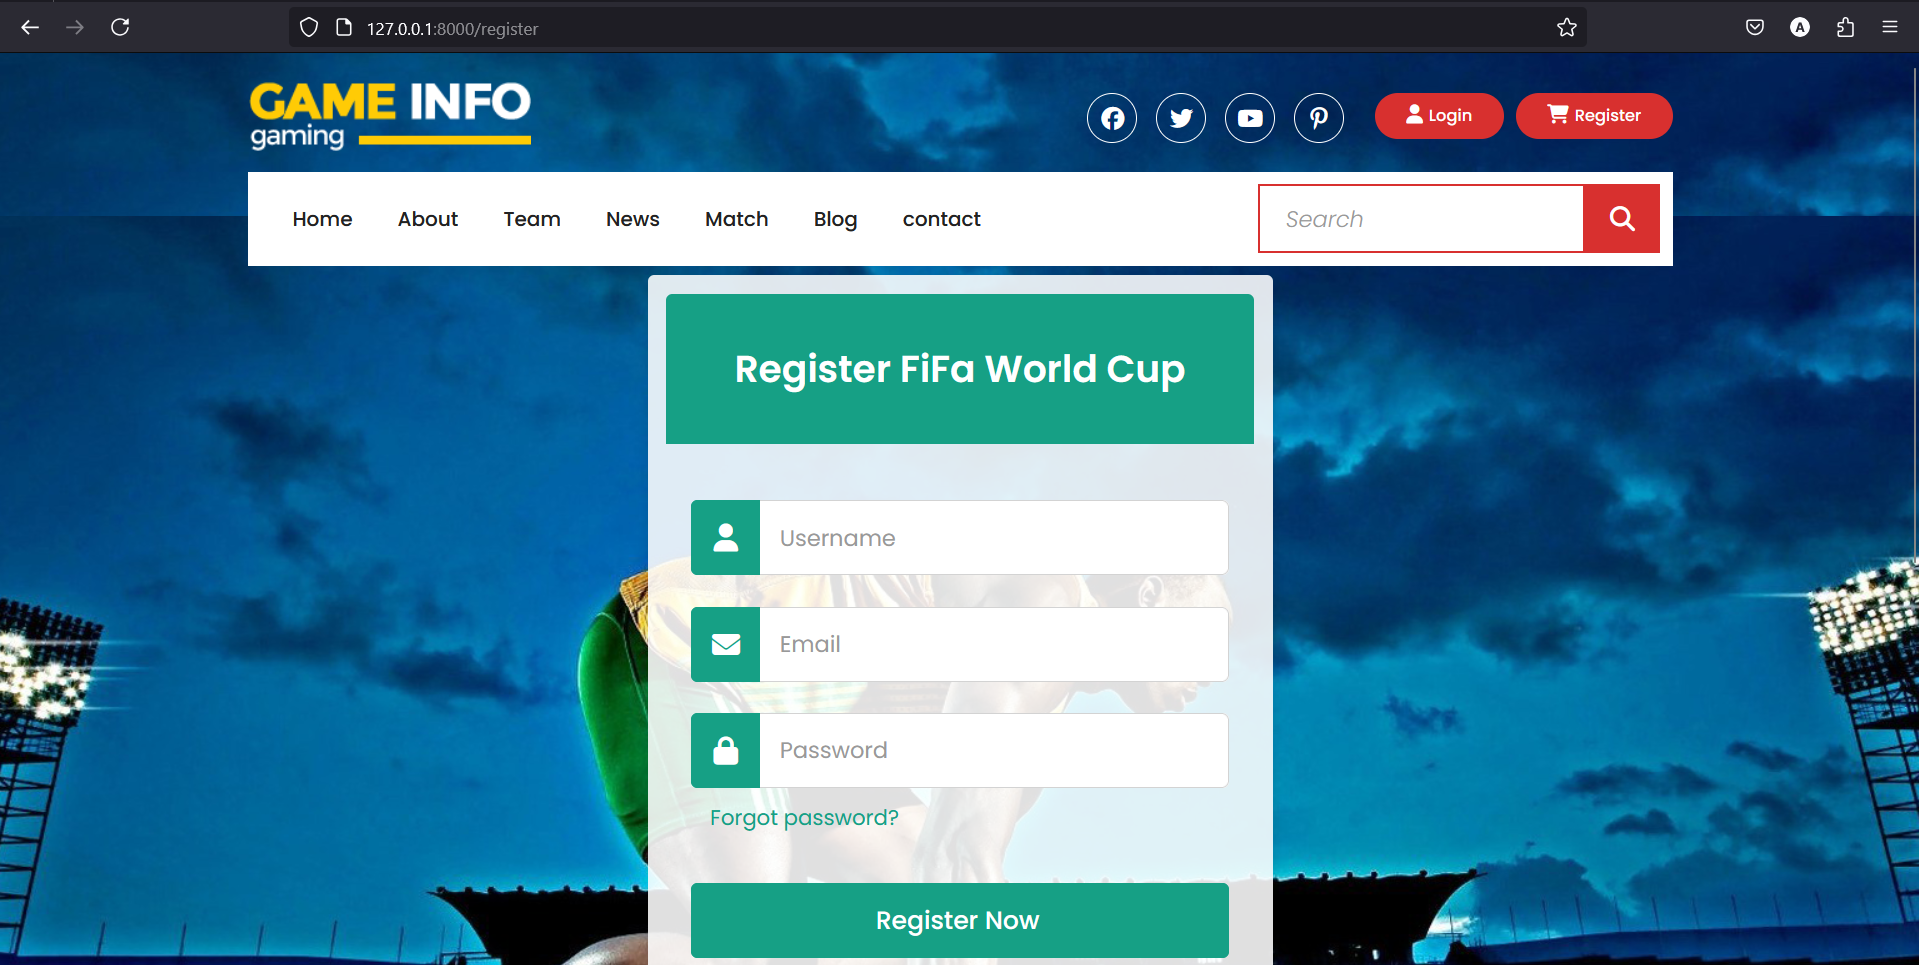 127.0.0.1:8000/register
A
GAME INFO
gaming
Login
Register
Home
About
Team
News
Match
Blog
contact
Search
Register FiFa World Cup
Username
Email
Password
Forgot password?
Register Now